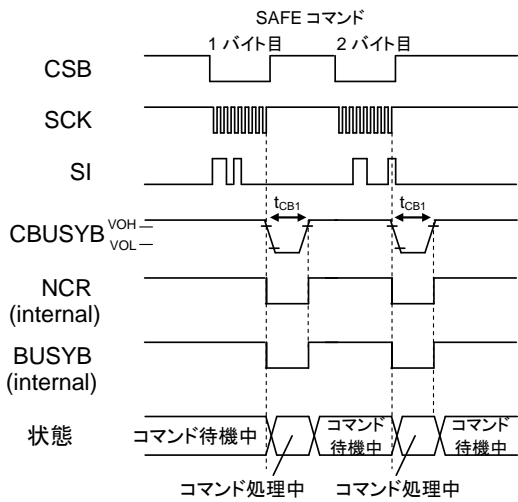 SAFE コマンド
1 バイト目 2 バイト目
CSB
SCK
SI
tCB1 tCB1
CBUSYB VOH
VOL
NCR
(internal)
BUSYB
(internal)
状態 コマンド待機中 コマンド
待機中 コマンド
待機中
コマンド処理中 コマンド処理中